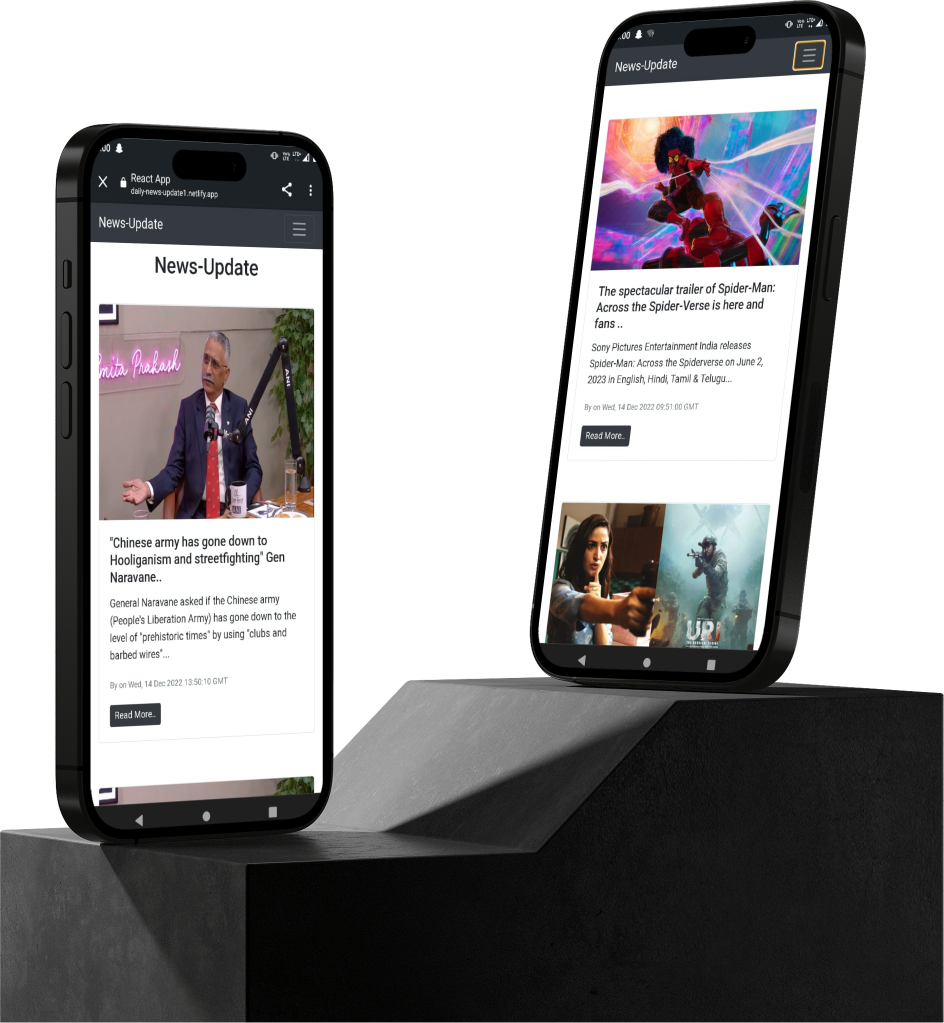 :00
React App
daily-news-update1.netlify.app
News-Update
News-Update
mita Prakash
ANI
ANI
"Chinese army has gone down to
Hooliganism and streetfighting" Gen
Naravane..
General Naravane asked if the Chinese army
(People's Liberation Army) has gone down to the
level of "prehistoric times" by using "clubs and
barbed wires"...
By on Wed, 14 Dec 2022 13:50:10 GMT
Read More..
:00
News-Update
The spectacular trailer of Spider-Man:
Across the Spider-Verse is here and
fans ..
Sony Pictures Entertainment India releases
Spider-Man: Across the Spiderverse on June 2,
2023 in English, Hindi, Tamil & Telugu...
By on Wed, 14 Dec 2022 09:51:00 GMT
Read More..
URI